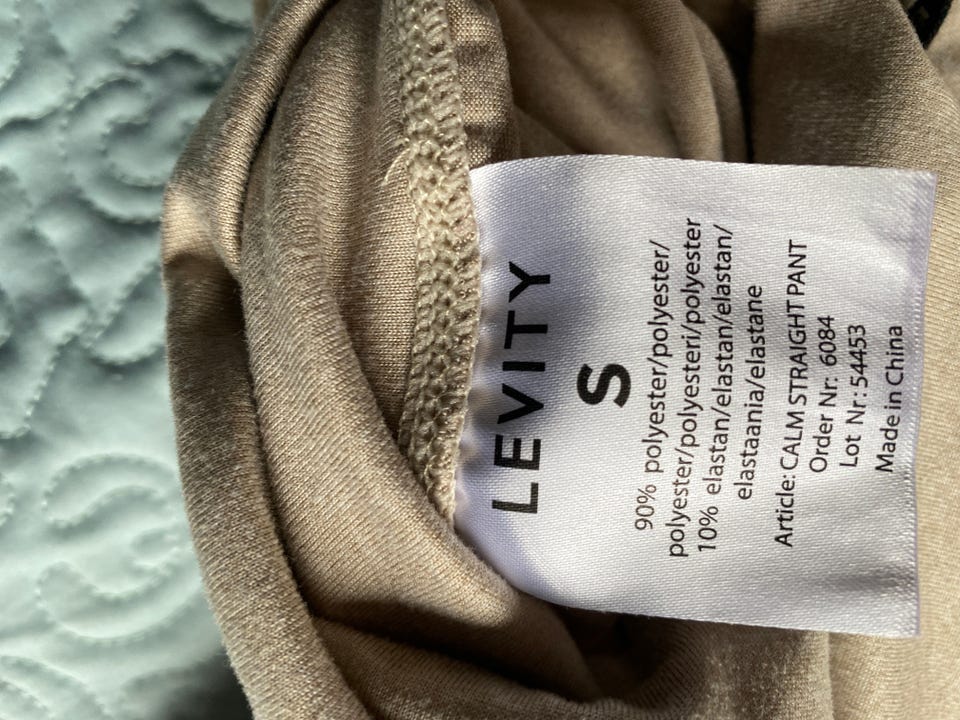 LEVITY
S
90% polyester/polyester/
polyester/polyesteri/polyester
10% elastan/elastan/elastan/
elastaania/elastane
Article: CALM STRAIGHT PANT
Order Nr: 6084
Lot Nr: 54453
Made in China